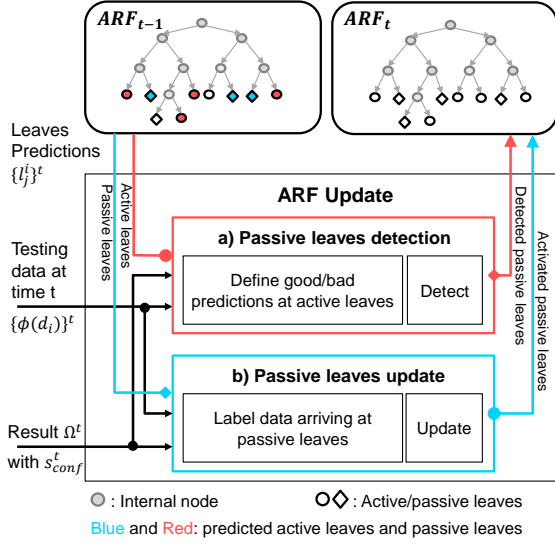 ARF_{t-1}
ARF_t
Leaves
Predictions
{l_j^i}^t
Active leaves
Passive leaves
Detected passive leaves
Activated passive leaves
ARF Update
a) Passive leaves detection
Define good/bad
predictions at active leaves
Detect
Testing
data at
time t
{ϕ(d_i)}^t
b) Passive leaves update
Label data arriving at
passive leaves
Update
Result Ω^t
with s_{conf}^t
: Internal node
: Active/passive leaves
Blue and Red: predicted active leaves and passive leaves